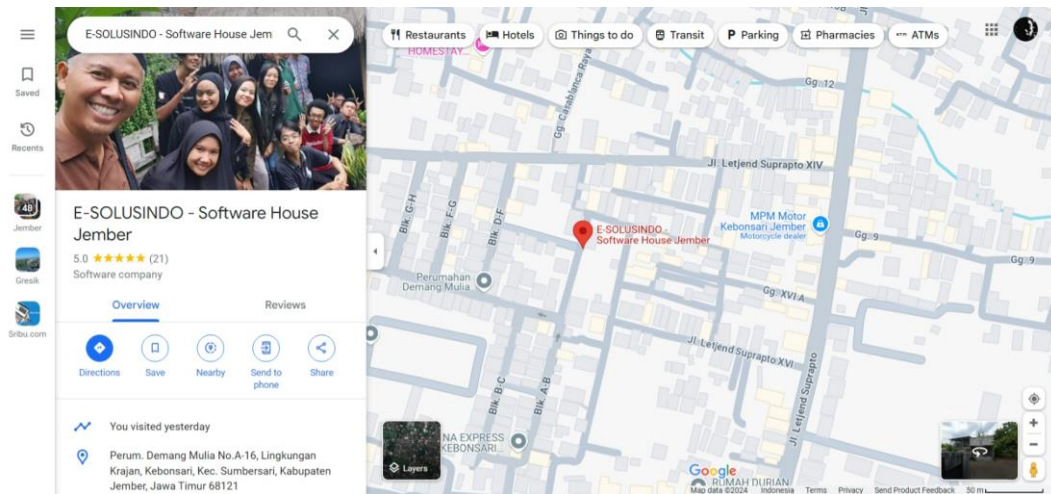 E-SOLUSINDO - Software House Jem
Saved
Recents
48
Jember
Gresik
Sribu.com
E-SOLUSINDO - Software House
Jember
5.0 ★★★★★ (21)
Software company
Overview
Reviews
Directions
Save
Nearby
Send to
phone
Share
You visited yesterday
Perum. Demang Mulia No.A-16, Lingkungan
Krajan, Kebonsari, Kec. Sumbersari, Kabupaten
Jember, Jawa Timur 68121
Restaurants
Hotels
Things to do
P Parking
Transit
Pharmacies
ATM ATMs
HOMESTAY...
Gg. Casablanca Raya
Gg. 12
Jl. Letjend Suprapto XIV
Blk. G-H
Blk. F-G
Blk. D-F
E-SOLUSINDO -
Software House Jember
MPM Motor
Kebonsari Jember
Motorcycle dealer
Gg. 9
Gg. 9
Perumahan
Demang Mulia
Gg. XVI A
Jl. Letjend Suprapto XVI
Jl. Letjend Suprapto
Blk. B-C
Blk. A-B
NA EXPRESS
KEBONSARI...
Layers
Google
RUMAH DURIAN
Map data ©2024 Indonesia Terms Privacy Send Product Feedback 50 m